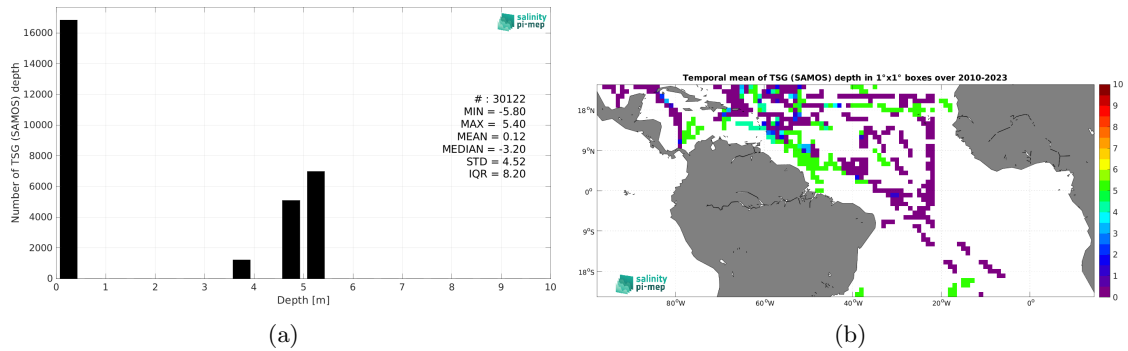 salinity
pi-mep
16000
14000
12000
10000
8000
6000
4000
2000
0
Number of TSG (SAMOS) depth
# : 30122
MIN = -5.80
MAX = 5.40
MEAN = 0.12
MEDIAN = -3.20
STD = 4.52
IQR = 8.20
0 1 2 3 4 5 6 7 8 9 10
Depth [m]
(a)
Temporal mean of TSG (SAMOS) depth in 1°x1° boxes over 2010-2023
18°N
9°N
0°
9°S
18°S
80°W 60°W 40°W 20°W 0°
salinity
pi-mep
10
9
8
7
6
5
4
3
2
1
0
(b)